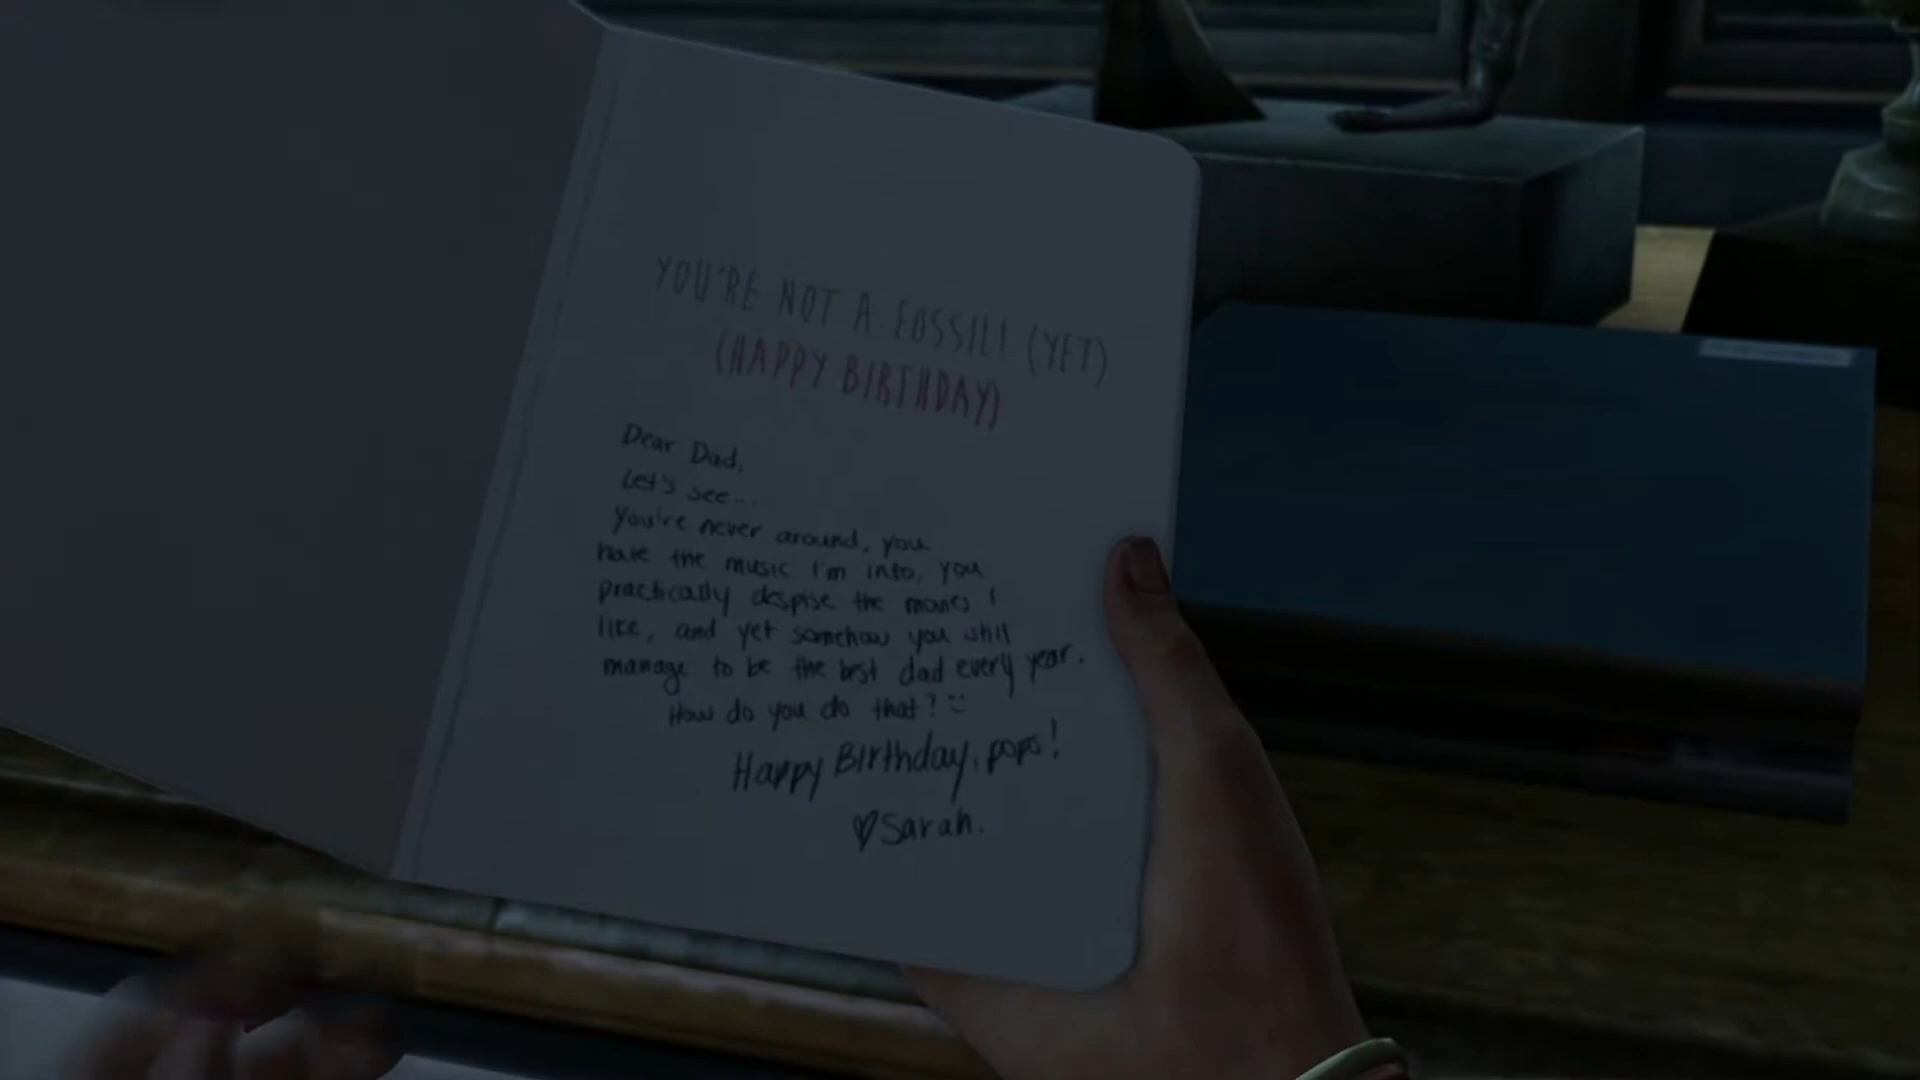 YOU'RE NOT A FOSSIL! (YET)
(HAPPY BIRTHDAY)
Dear Dad,
Let's see...
You're never around, you
hate the music I'm into, you
practically despise the movies I
like, and yet somehow you still
manage to be the best dad every year.
How do you do that? :)
Happy Birthday, pops!
♡Sarah.